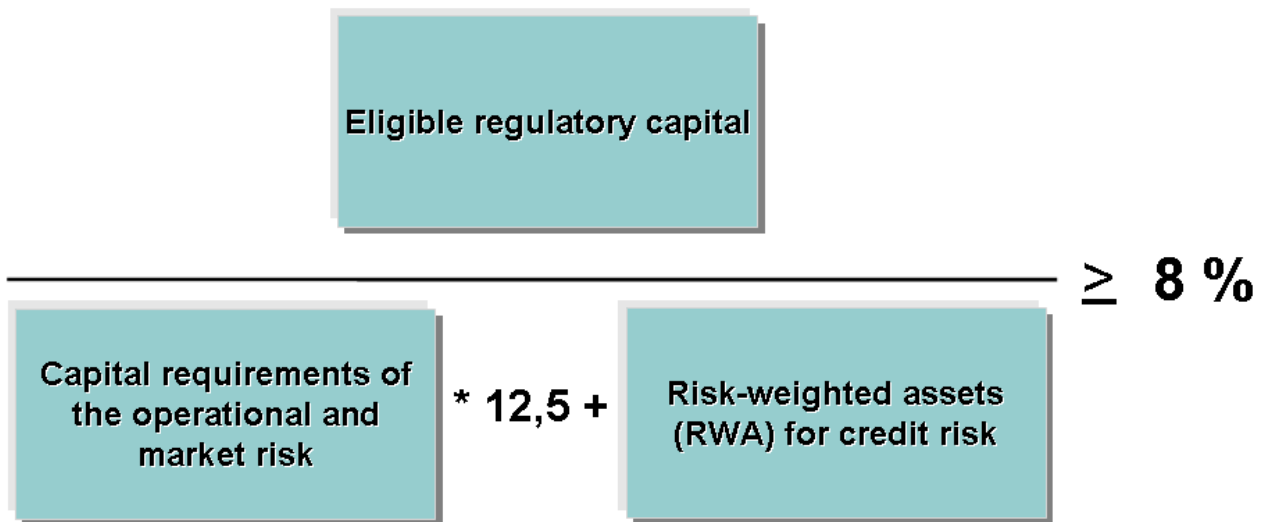 Eligible regulatory capital
≥ 8 %
Capital requirements of
the operational and
market risk
* 12,5 +
Risk-weighted assets
(RWA) for credit risk